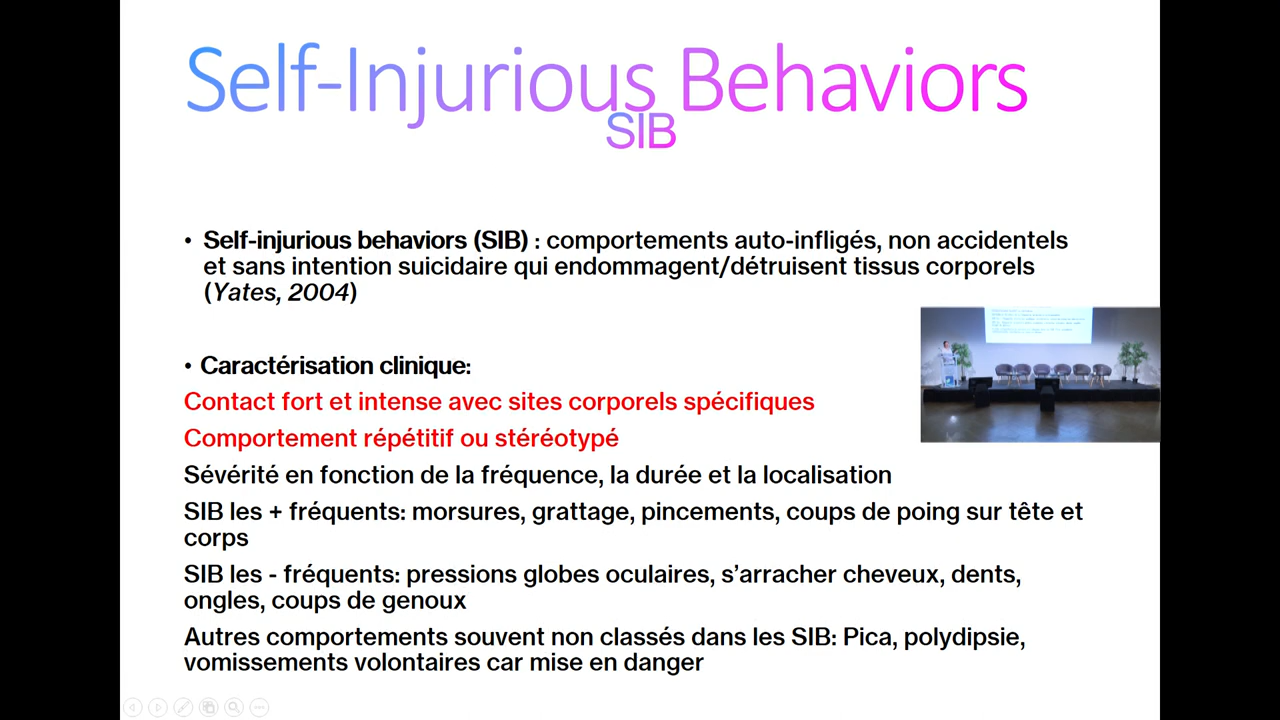 Self-Injurious Behaviors
SIB
• Self-injurious behaviors (SIB) : comportements auto-infligés, non accidentels
et sans intention suicidaire qui endommagent/détruisent tissus corporels
(Yates, 2004)
• Caractérisation clinique:
Contact fort et intense avec sites corporels spécifiques
Comportement répétitif ou stéréotypé
Sévérité en fonction de la fréquence, la durée et la localisation
SIB les + fréquents: morsures, grattage, pincements, coups de poing sur tête et
corps
SIB les - fréquents: pressions globes oculaires, s’arracher cheveux, dents,
ongles, coups de genoux
Autres comportements souvent non classés dans les SIB: Pica, polydipsie,
vomissements volontaires car mise en danger